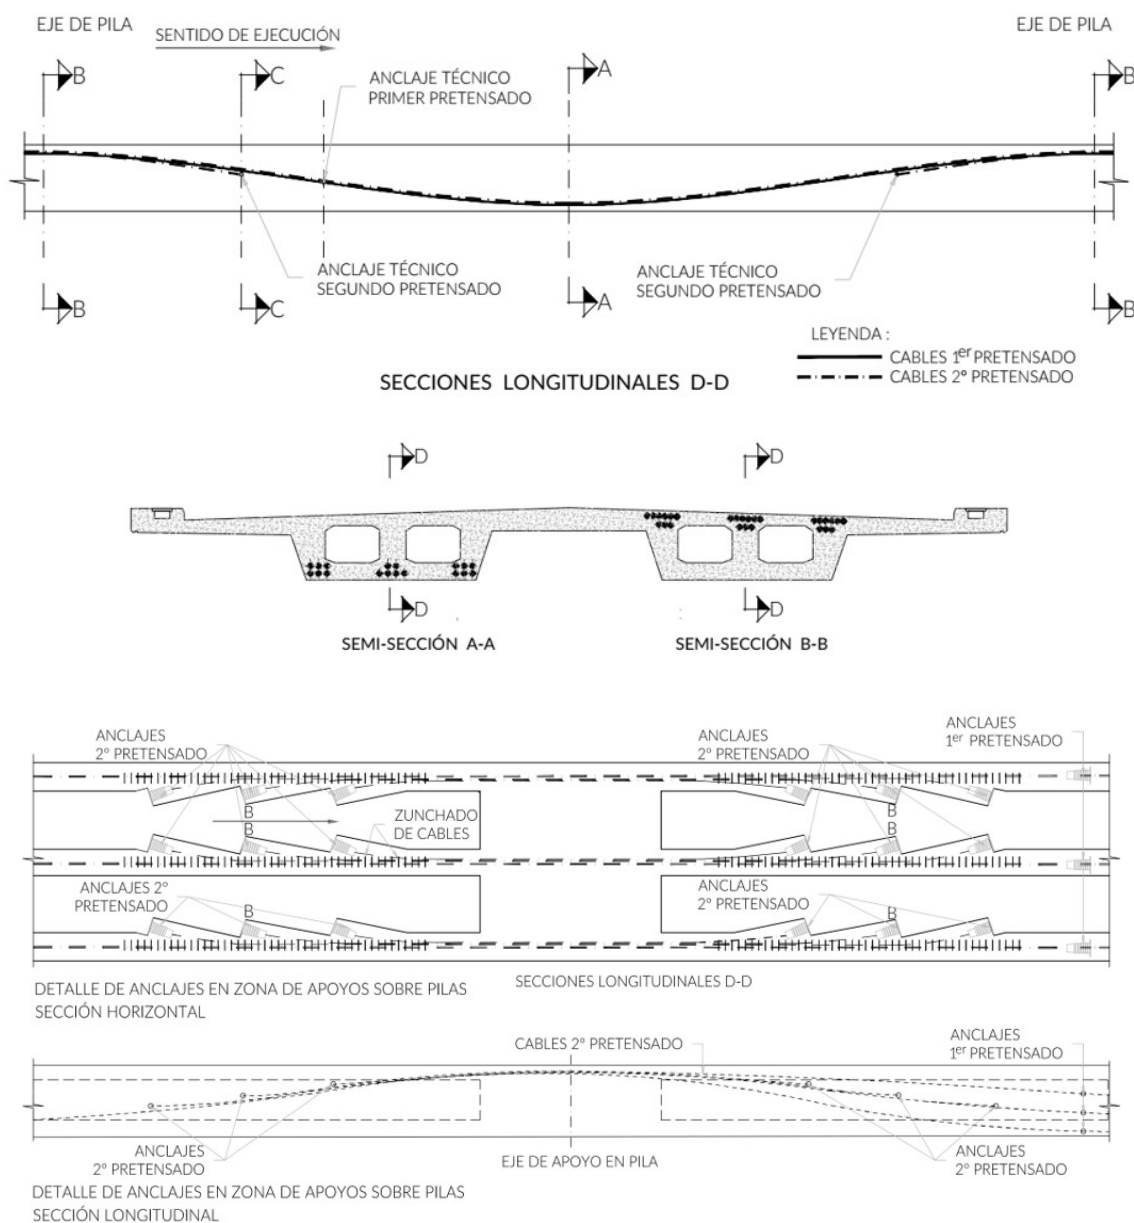 EJE DE PILA
SENTIDO DE EJECUCIÓN
EJE DE PILA
B
C
A
B
ANCLAJE TÉCNICO
PRIMER PRETENSADO
ANCLAJE TÉCNICO
SEGUNDO PRETENSADO
ANCLAJE TÉCNICO
SEGUNDO PRETENSADO
B
C
A
B
LEYENDA :
CABLES 1er PRETENSADO
CABLES 2º PRETENSADO
SECCIONES LONGITUDINALES D-D
D
D
D
D
SEMI-SECCIÓN A-A
SEMI-SECCIÓN B-B
ANCLAJES
2º PRETENSADO
ANCLAJES
2º PRETENSADO
ANCLAJES
1er PRETENSADO
B
B
ZUNCHADO
DE CABLES
B
B
ANCLAJES 2º
PRETENSADO
B
ANCLAJES
2º PRETENSADO
B
DETALLE DE ANCLAJES EN ZONA DE APOYOS SOBRE PILAS
SECCIÓN HORIZONTAL
SECCIONES LONGITUDINALES D-D
CABLES 2º PRETENSADO
ANCLAJES
1er PRETENSADO
ANCLAJES
2º PRETENSADO
EJE DE APOYO EN PILA
ANCLAJES
2º PRETENSADO
DETALLE DE ANCLAJES EN ZONA DE APOYOS SOBRE PILAS
SECCIÓN LONGITUDINAL